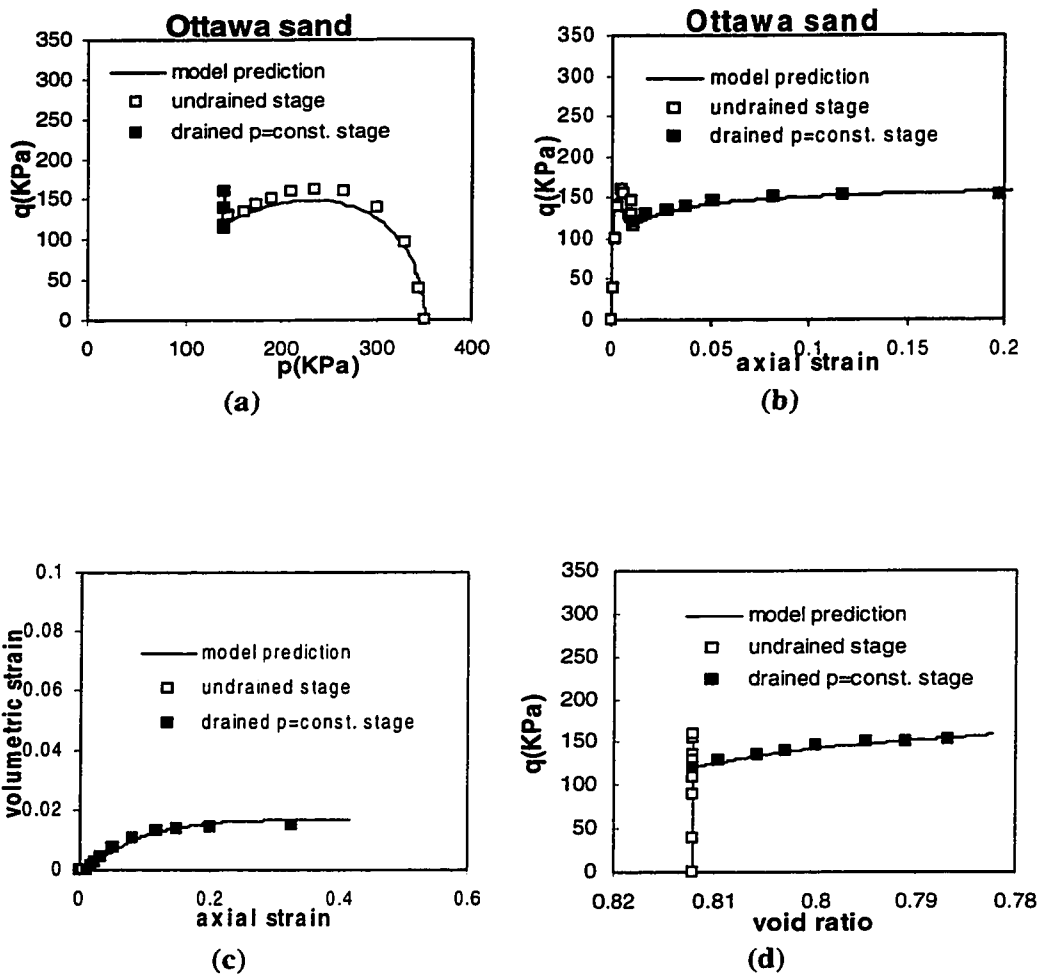 Ottawa sand
350
300
250
200
150
100
50
0
q(KPa)
model prediction
undrained stage
drained p=const. stage
0
100
200
300
400
p(KPa)
(a)
Ottawa sand
350
300
250
200
150
100
50
0
q(KPa)
model prediction
undrained stage
drained p=const. stage
0
0.05
0.1
0.15
0.2
axial strain
(b)
0.1
0.08
0.06
0.04
0.02
0
volumetric strain
model prediction
undrained stage
drained p=const. stage
0
0.2
0.4
0.6
axial strain
(c)
350
300
250
200
150
100
50
0
q(KPa)
model prediction
undrained stage
drained p=const. stage
0.82
0.81
0.8
0.79
0.78
void ratio
(d)